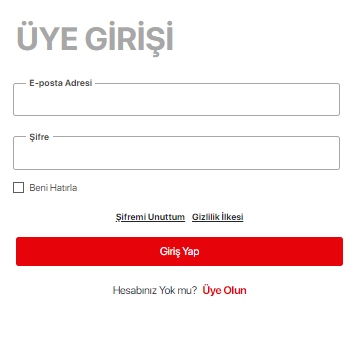 ÜYE GİRİŞİ
E-posta Adresi
Şifre
Beni Hatırla
Şifremi Unuttum Gizlilik İlkesi
Giriş Yap
Hesabınız Yok mu? Üye Olun